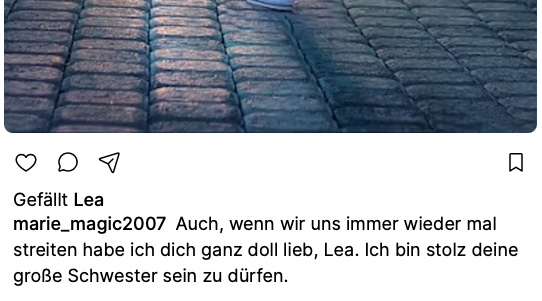 Gefällt Lea
marie_magic2007 Auch, wenn wir uns immer wieder mal
streiten habe ich dich ganz doll lieb, Lea. Ich bin stolz deine
große Schwester sein zu dürfen.